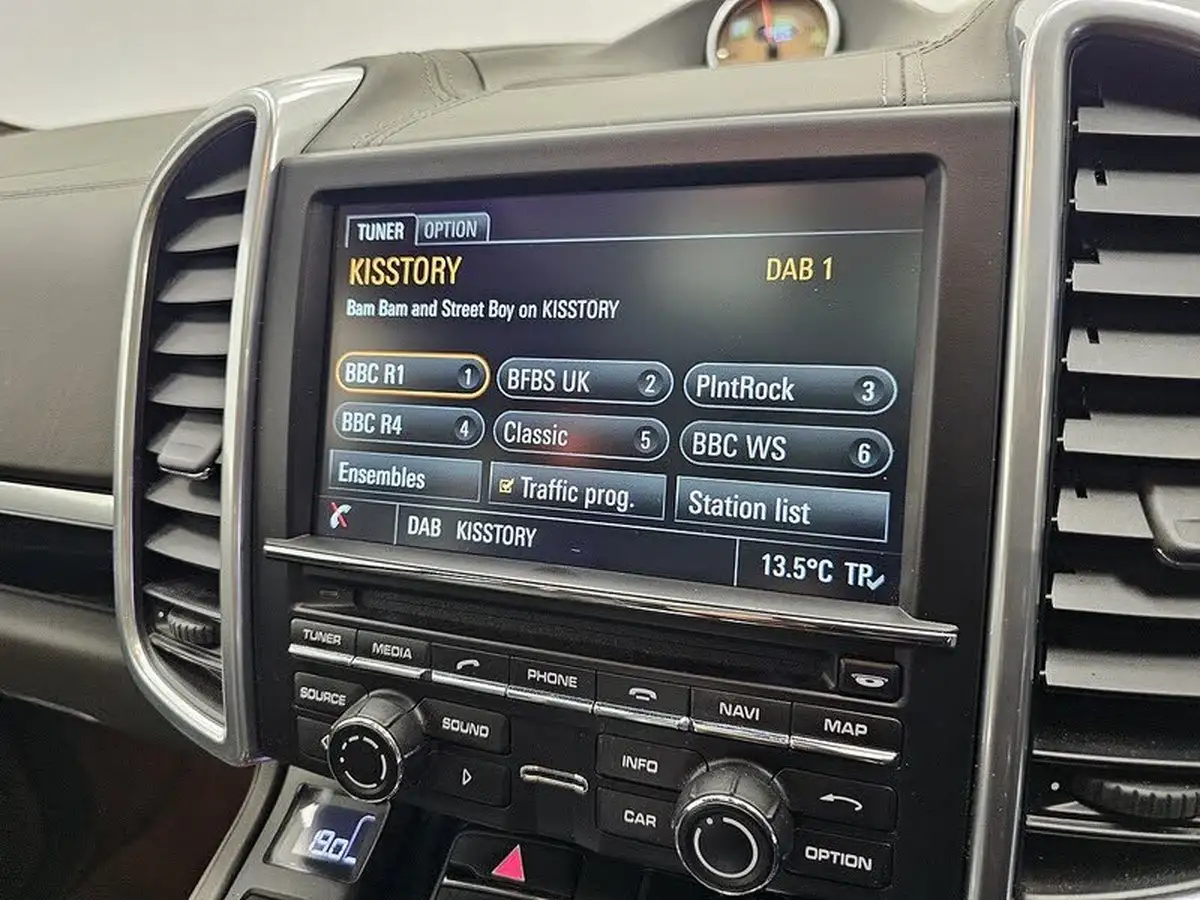 TUNER OPTION
KISSTORY DAB 1
Bam Bam and Street Boy on KISSTORY
BBC R1 1 BFBS UK 2 PlntRock 3
BBC R4 4 Classic 5 BBC WS 6
Ensembles Traffic prog. Station list
DAB KISSTORY
13.5°C TP
TUNER MEDIA PHONE NAVI MAP
SOURCE SOUND INFO
CAR OPTION
19.0